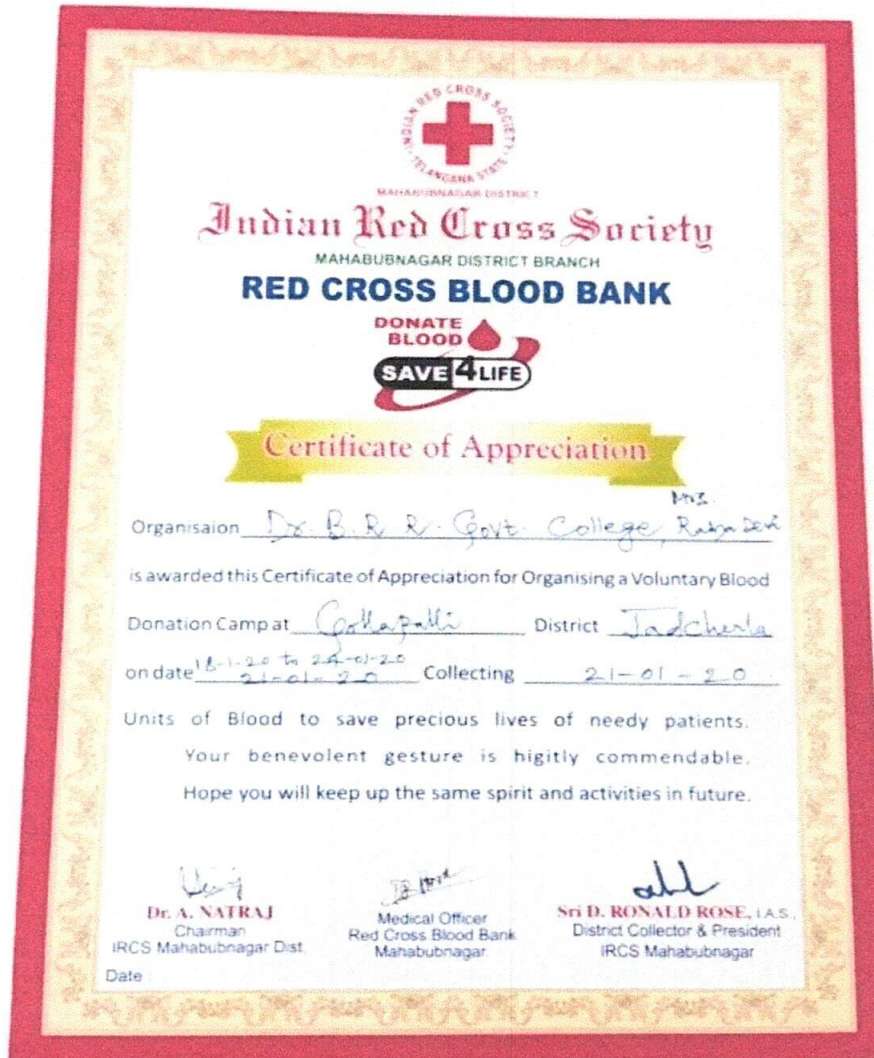 INDIAN RED CROSS SOCIETY
TELANGANA STATE
MAHABUBNAGAR DISTRICT
Indian Red Cross Society
MAHABUBNAGAR DISTRICT BRANCH
RED CROSS BLOOD BANK
DONATE
BLOOD
SAVE 4 LIFE
Certificate of Appreciation
Organisaion Dr. B. R. R. Govt. College,
is awarded this Certificate of Appreciation for Organising a Voluntary Blood
Donation Camp at Gollapalli District Jadcherla
18-1-20 to 24-01-20
on date 21-01-20 Collecting 21-01-20
Units of Blood to save precious lives of needy patients.
Your benevolent gesture is higitly commendable.
Hope you will keep up the same spirit and activities in future.
Dr. A. NATRAJ
Chairman
IRCS Mahabubnagar Dist.
Medical Officer
Red Cross Blood Bank
Mahabubnagar
Sri D. RONALD ROSE, I.A.S.,
District Collector & President
IRCS Mahabubnagar
Date :